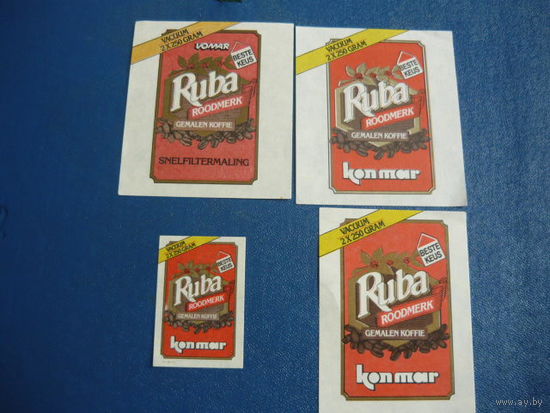 VACUUM
2 X 250 GRAM
VOMAR
BESTE
KEUS
Ruba
ROODMERK
GEMALEN KOFFIE
SNELFILTERMALING
VACUUM
2 X 250 GRAM
BESTE
KEUS
Ruba
ROODMERK
GEMALEN KOFFIE
konmar
VACUUM
2 X 250 GRAM
BESTE
KEUS
Ruba
ROODMERK
GEMALEN KOFFIE
konmar
VACUUM
2 X 250 GRAM
BESTE
KEUS
Ruba
ROODMERK
GEMALEN KOFFIE
konmar
www.ay.by